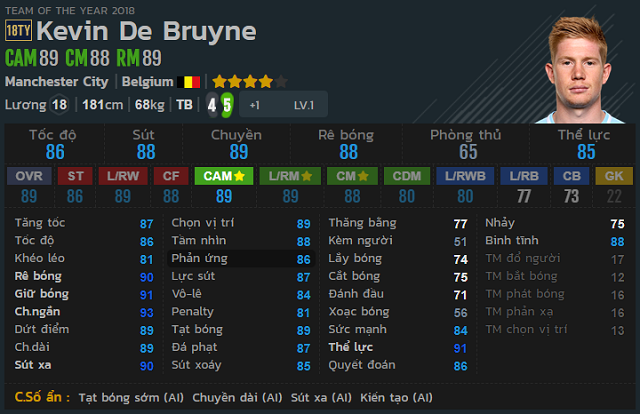 TEAM OF THE YEAR 2018
18TY Kevin De Bruyne
CAM 89 CM 88 RM 89
Manchester City | Belgium
Lương 18 | 181cm | 68kg | TB 4 5 +1 LV.1
Tốc độ Sút Chuyền Rê bóng Phòng thủ Thể lực
86 88 89 88 65 85
OVR ST L/RW CF CAM L/RM CM CDM L/RWB L/RB CB GK
89 86 89 88 89 89 88 80 80 77 73 22
Tăng tốc 87 Chọn vị trí 89 Thăng bằng 77 Nhảy 75
Tốc độ 86 Tầm nhìn 88 Kèm người 51 Bình tĩnh 88
Khéo léo 81 Phản ứng 86 Lấy bóng 74 TM đổ người 17
Rê bóng 90 Lực sút 87 Cắt bóng 75 TM bắt bóng 12
Giữ bóng 91 Vô-lê 84 Đánh đầu 71 TM phát bóng 16
Ch.ngắn 93 Penalty 81 Xoạc bóng 56 TM phản xạ 16
Dứt điểm 89 Tạt bóng 89 Sức mạnh 84 TM chọn vị trí 13
Ch.dài 89 Đá phạt 87 Thể lực 91
Sút xa 90 Sút xoáy 85 Quyết đoán 86
C.Số ẩn : Tạt bóng sớm (AI) Chuyền dài (AI) Sút xa (AI) Kiến tạo (AI)